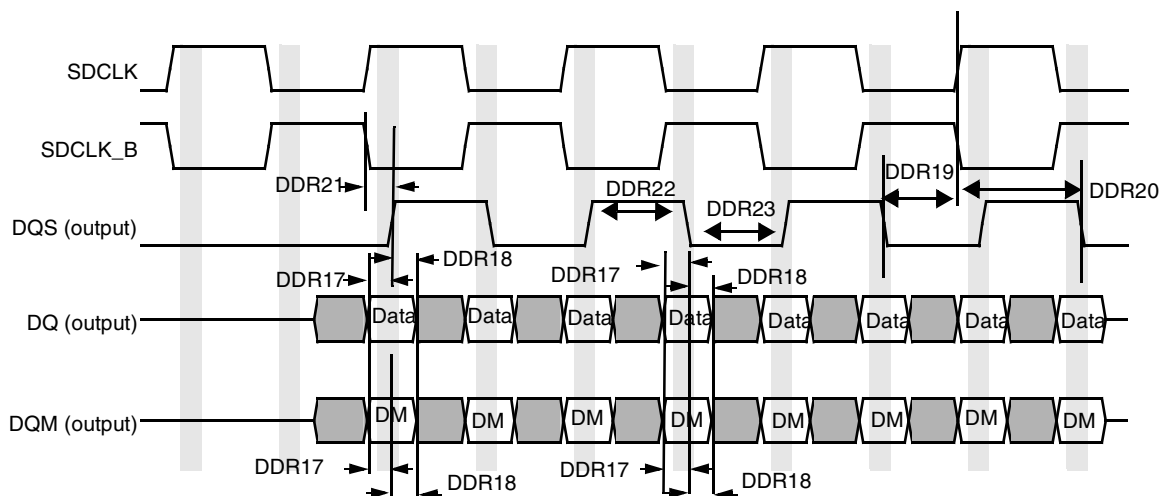 SDCLK
SDCLK_B
DDR21
DDR22
DDR19
DDR20
DQS (output)
DDR23
DDR17
DDR18
DDR17
DDR18
DQ (output)
Data
Data
Data
Data
Data
Data
Data
Data
DQM (output)
DM
DM
DM
DM
DM
DM
DM
DM
DDR17
DDR18
DDR17
DDR18